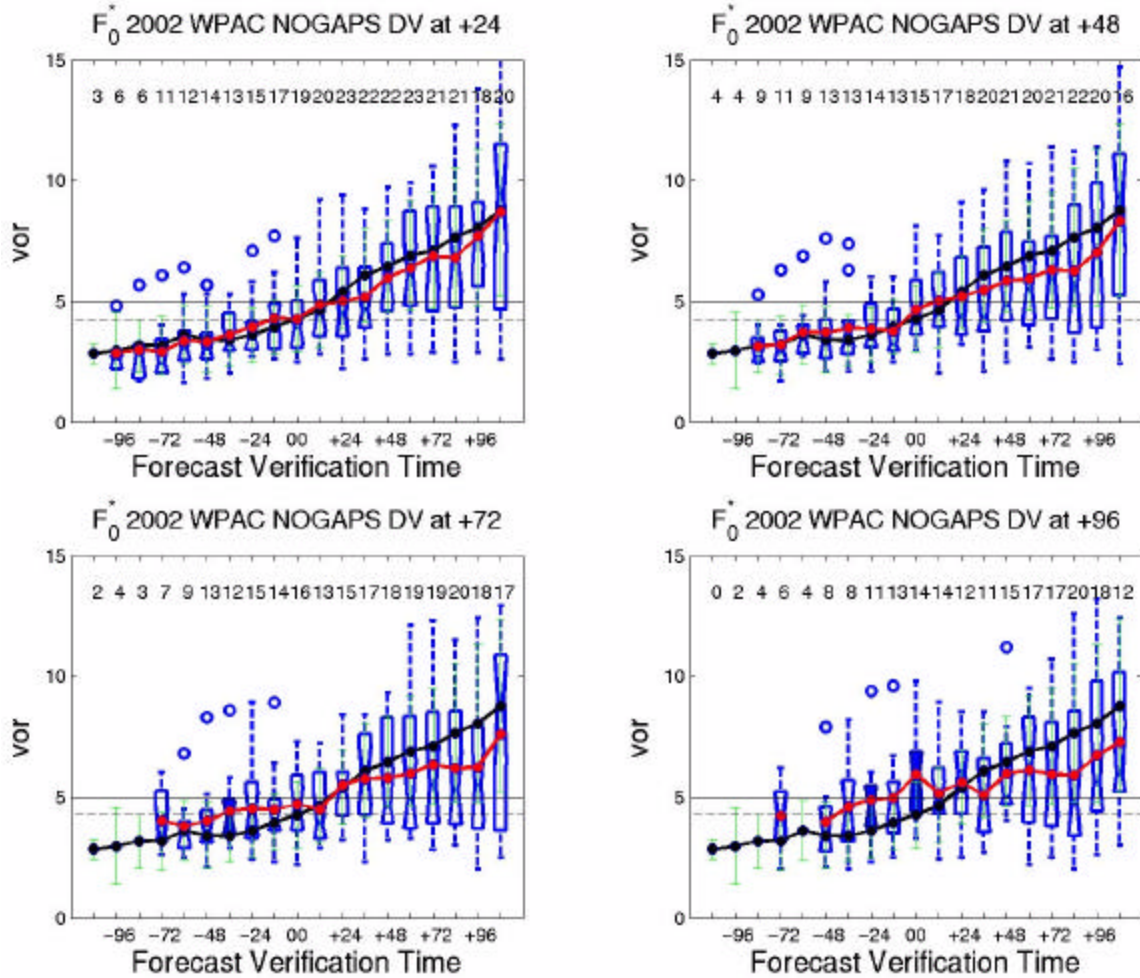 F*0 2002 WPAC NOGAPS DV at +24
15
3 6 6 11 12 14 13 15 17 19 20 23 22 22 23 21 21 18 20
10
vor
5
0
−96 −72 −48 −24 00 +24 +48 +72 +96
Forecast Verification Time
F*0 2002 WPAC NOGAPS DV at +48
15
4 4 9 11 9 13 13 14 13 15 17 18 20 21 20 21 22 20 16
10
vor
5
0
−96 −72 −48 −24 00 +24 +48 +72 +96
Forecast Verification Time
F*0 2002 WPAC NOGAPS DV at +72
15
2 4 3 7 9 13 12 15 14 16 13 15 17 18 19 19 20 18 17
10
vor
5
0
−96 −72 −48 −24 00 +24 +48 +72 +96
Forecast Verification Time
F*0 2002 WPAC NOGAPS DV at +96
15
0 2 4 6 4 8 8 11 13 14 14 12 11 15 17 17 20 18 12
10
vor
5
0
−96 −72 −48 −24 00 +24 +48 +72 +96
Forecast Verification Time